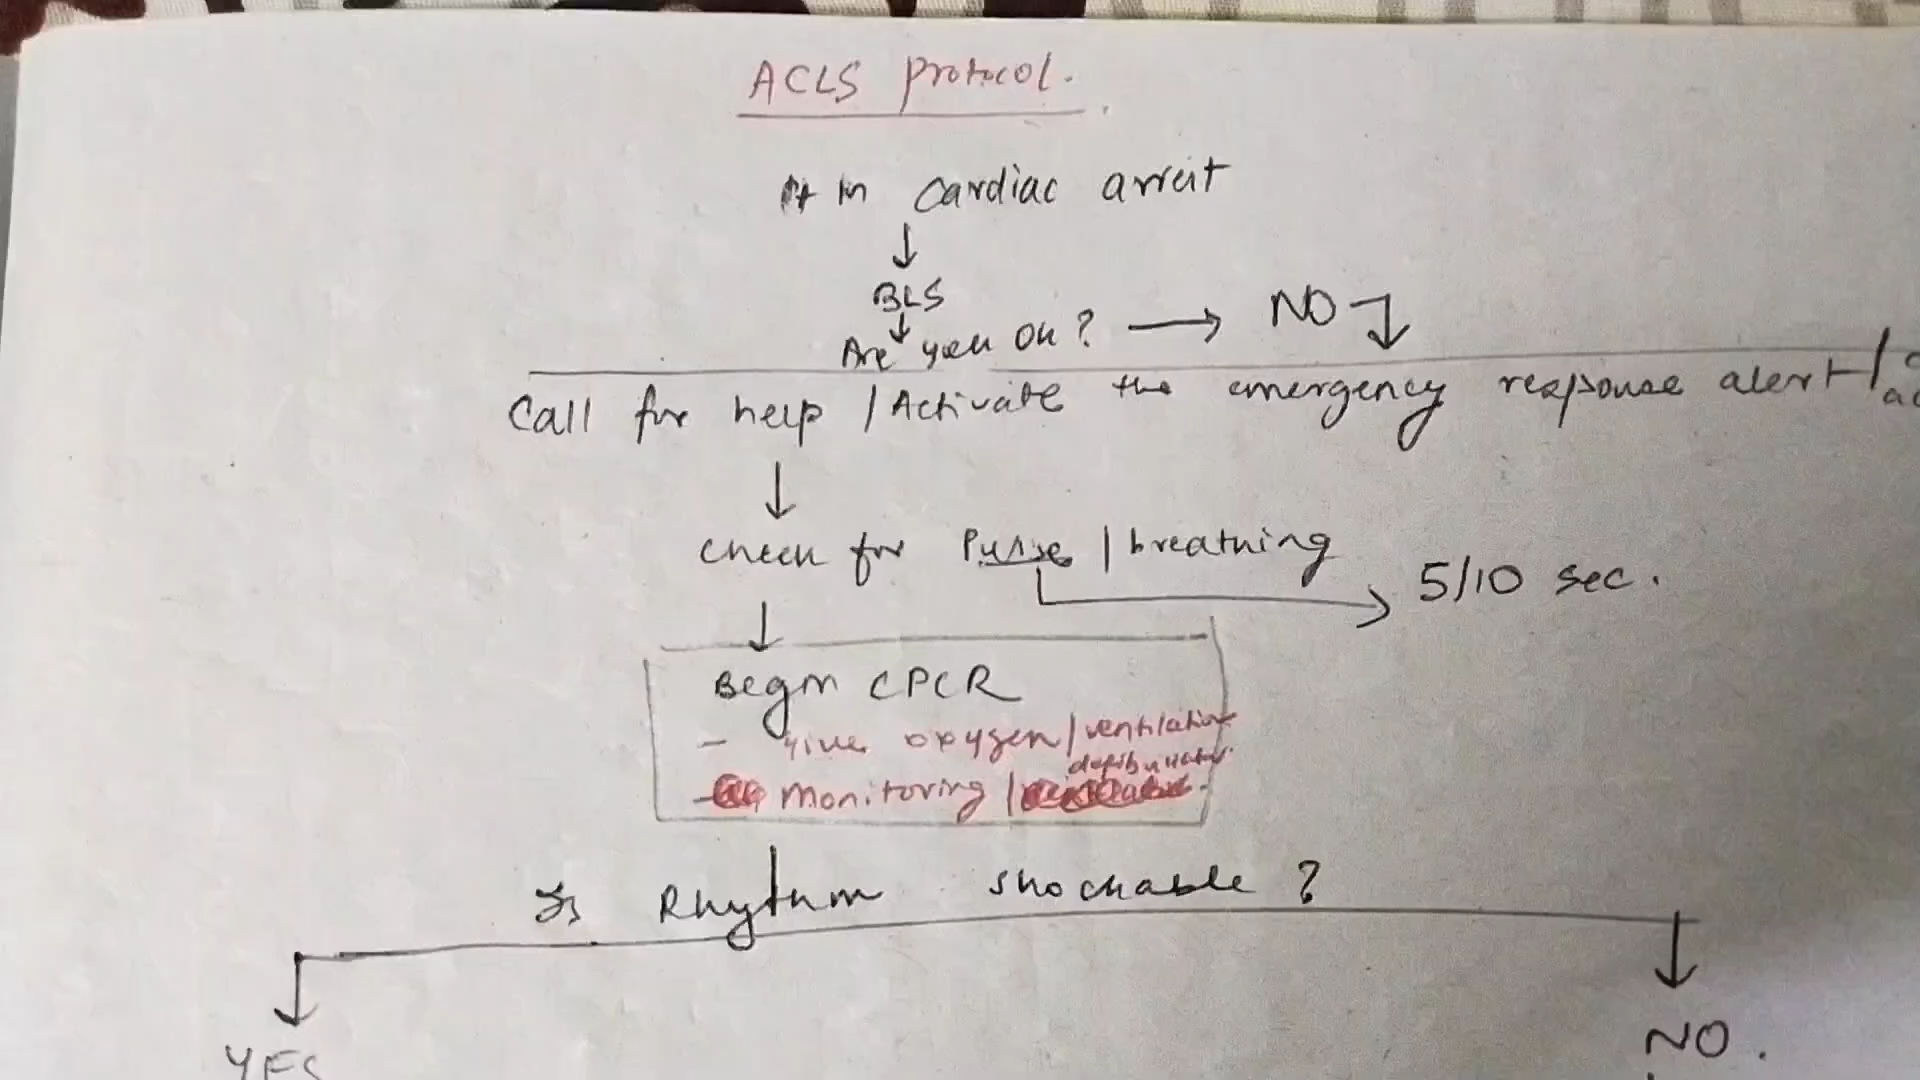 ACLS protocol.
Pt in cardiac arrest
BLS
Are you Ok? → NO
Call for help / Activate the emergency response alert /
Check for Pulse / breathing
5/10 sec.
Begin CPCR
- give oxygen / ventilation
defibrillator
- Monitoring /
Is Rhythm shockable ?
YES
NO.